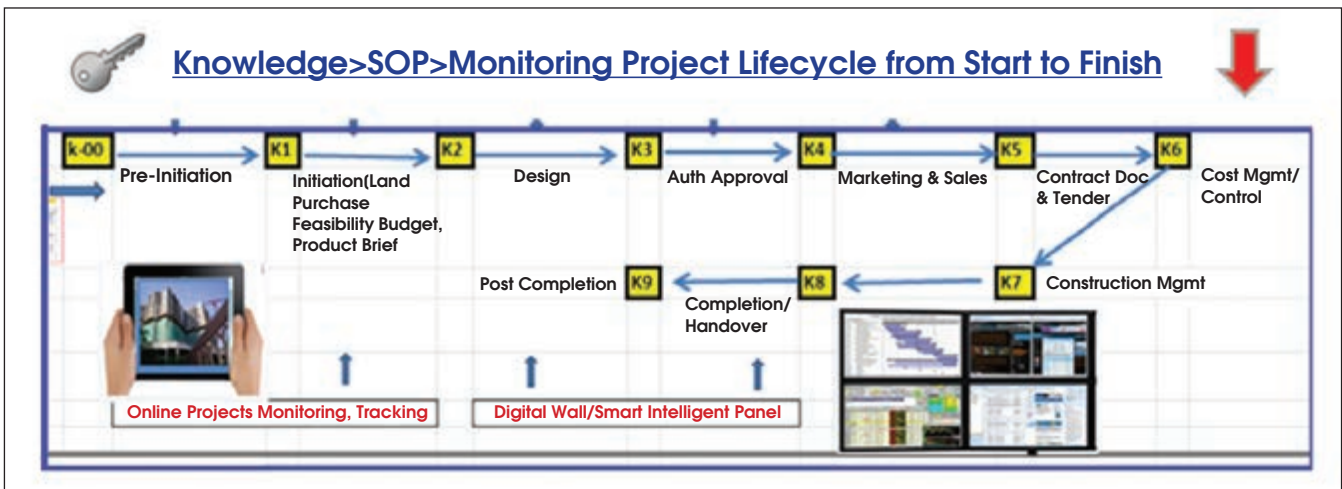 Knowledge>SOP>Monitoring Project Lifecycle from Start to Finish
k-00
K1
K2
K3
K4
K5
K6
Pre-Initiation
Initiation(Land
Purchase
Feasibility Budget,
Product Brief
Design
Auth Approval
Marketing & Sales
Contract Doc
& Tender
Cost Mgmt/
Control
Post Completion
K9
Completion/
Handover
K8
K7
Construction Mgmt
Online Projects Monitoring, Tracking
Digital Wall/Smart Intelligent Panel